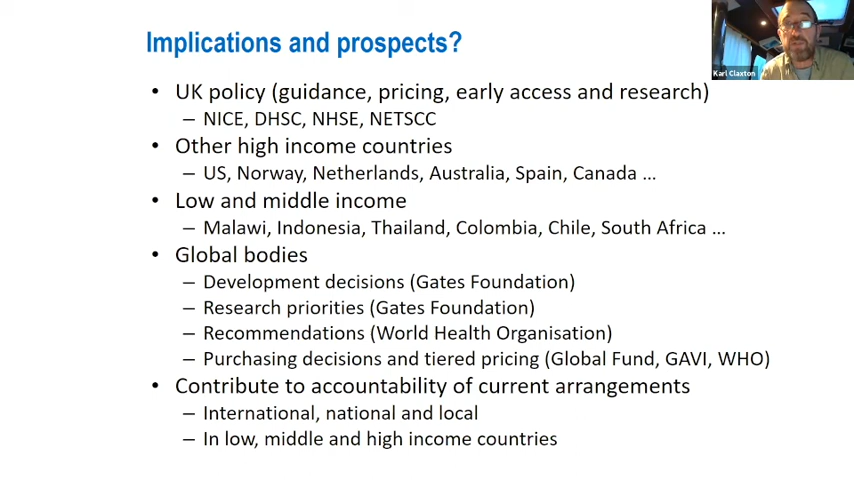 Implications and prospects?
Karl Claxton
• UK policy (guidance, pricing, early access and research)
– NICE, DHSC, NHSE, NETSCC
• Other high income countries
– US, Norway, Netherlands, Australia, Spain, Canada ...
• Low and middle income
– Malawi, Indonesia, Thailand, Colombia, Chile, South Africa ...
• Global bodies
– Development decisions (Gates Foundation)
– Research priorities (Gates Foundation)
– Recommendations (World Health Organisation)
– Purchasing decisions and tiered pricing (Global Fund, GAVI, WHO)
• Contribute to accountability of current arrangements
– International, national and local
– In low, middle and high income countries